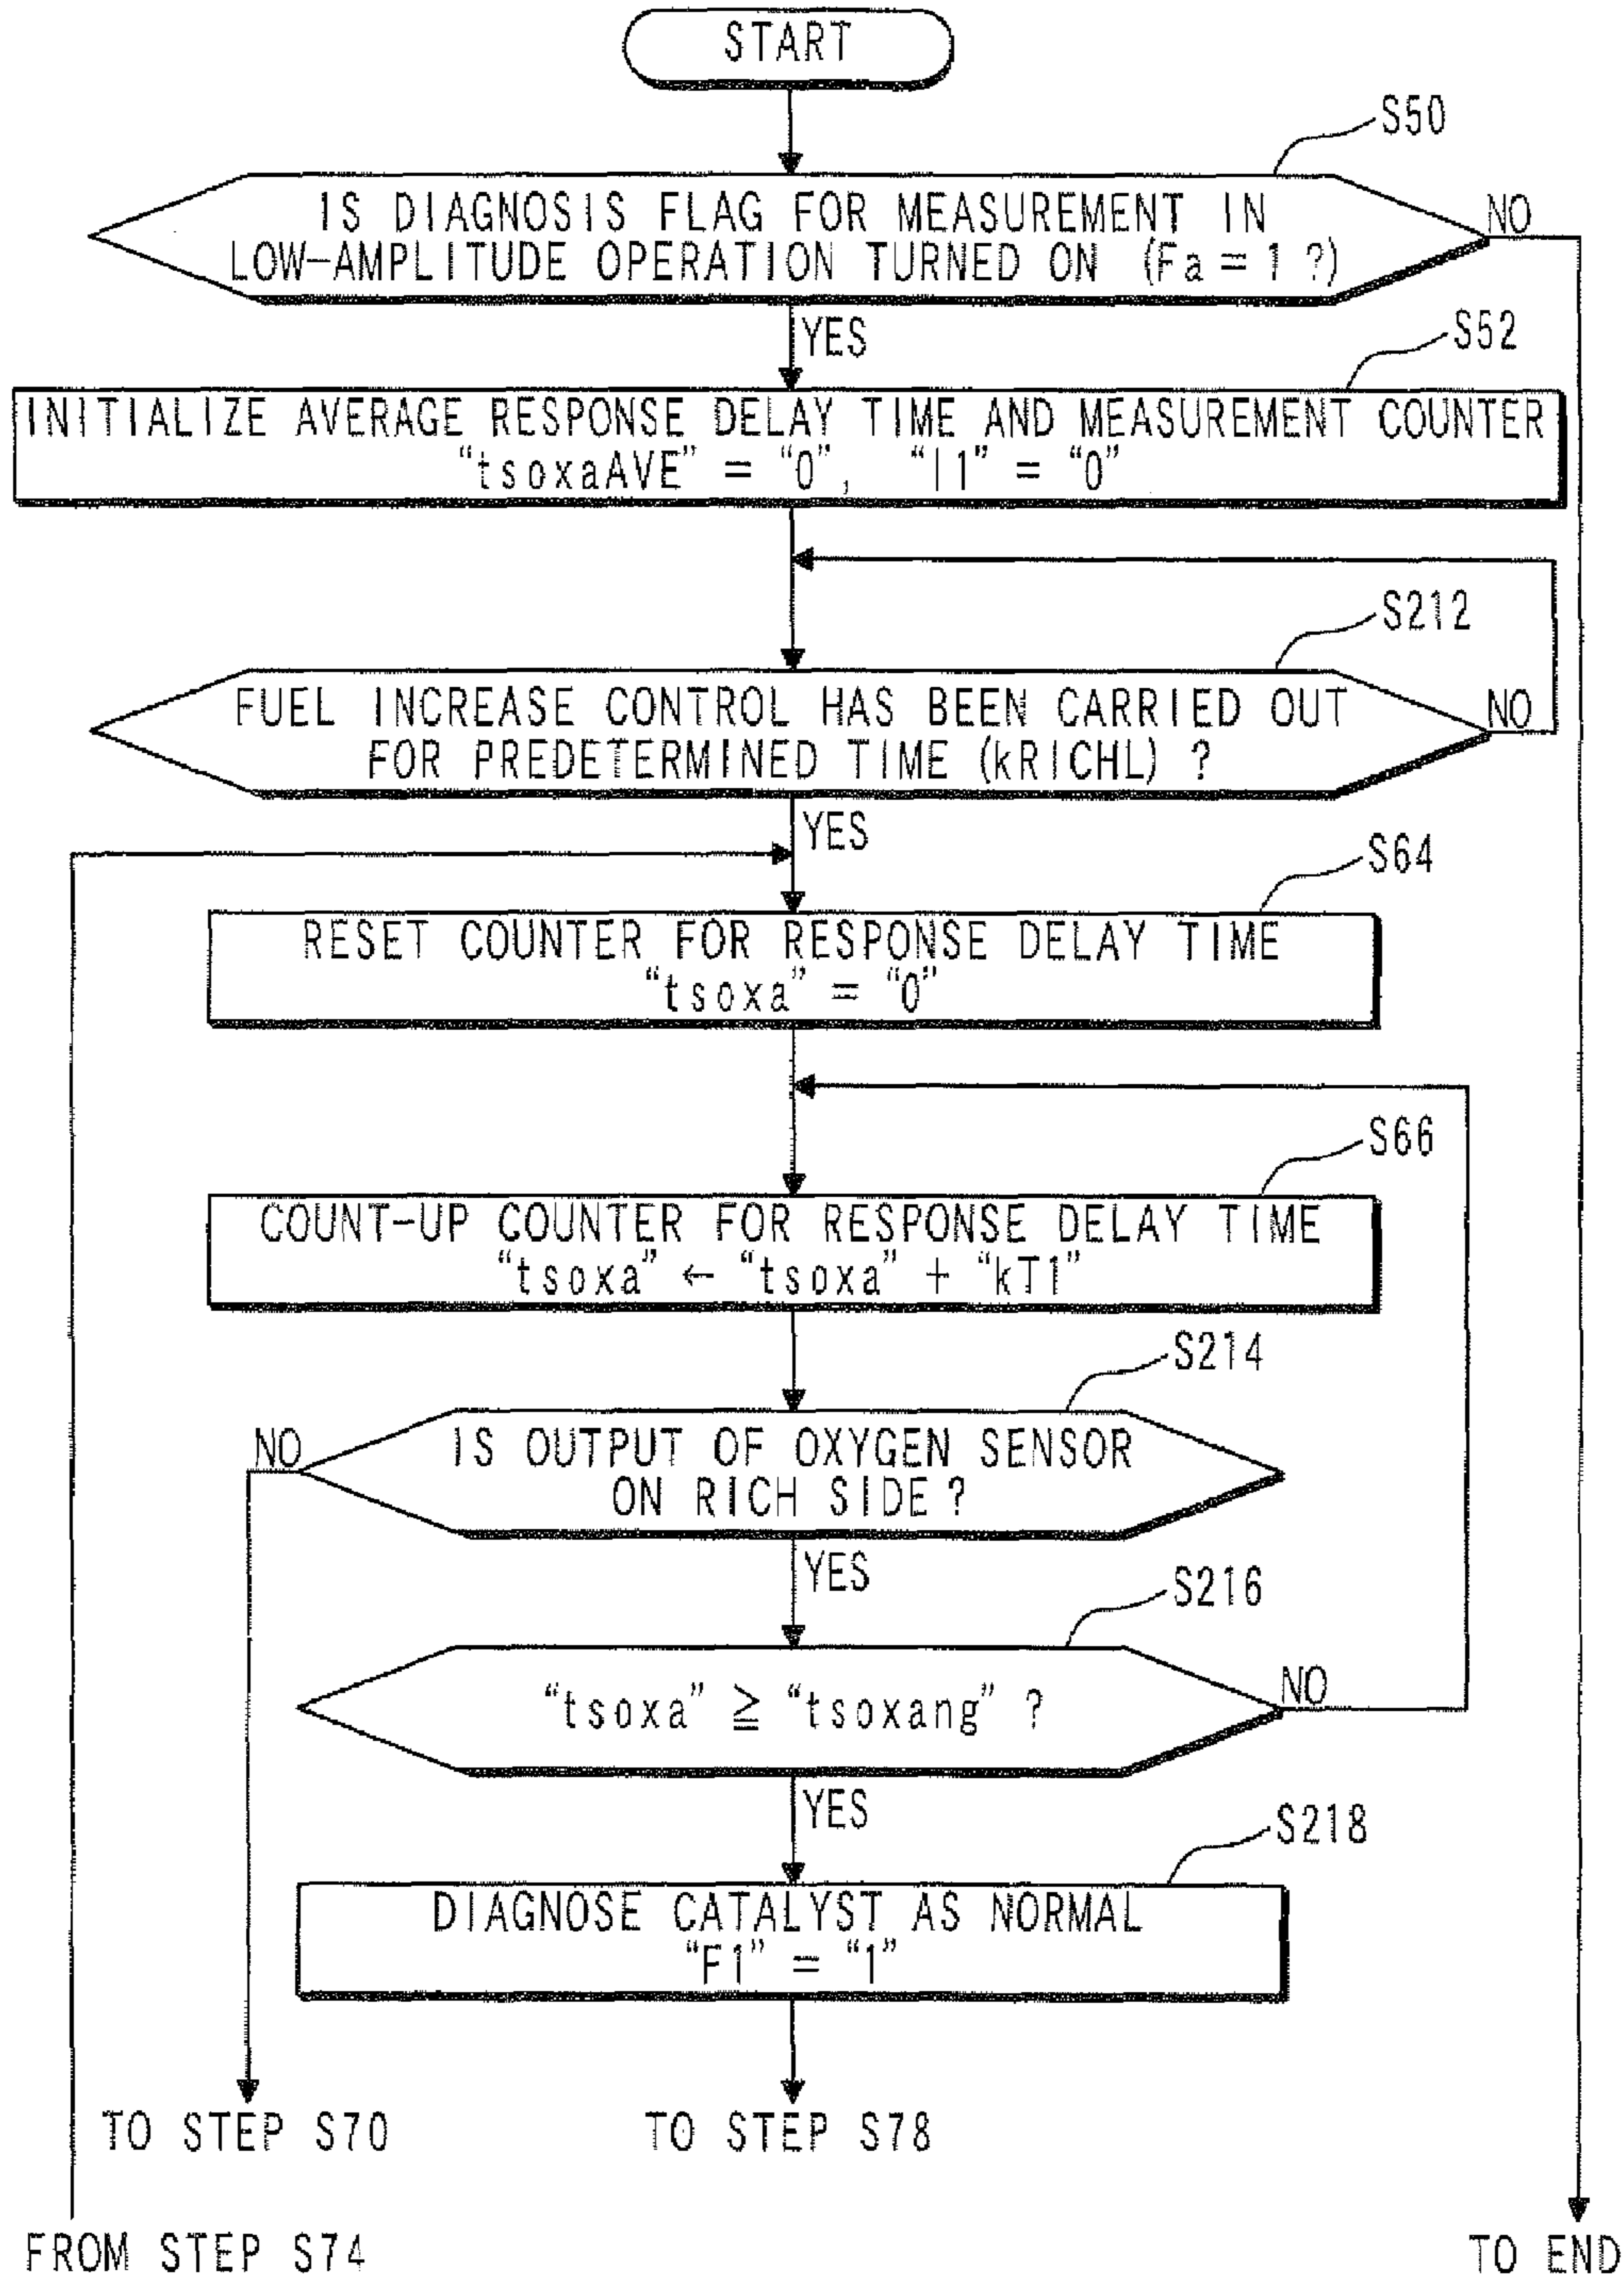 START
S50
IS DIAGNOSIS FLAG FOR MEASUREMENT IN
LOW-AMPLITUDE OPERATION TURNED ON (Fa = 1 ?)
NO
YES
S52
INITIALIZE AVERAGE RESPONSE DELAY TIME AND MEASUREMENT COUNTER
“tsoxaAVE” = “0”, “I1” = “0”
S212
FUEL INCREASE CONTROL HAS BEEN CARRIED OUT
FOR PREDETERMINED TIME (kRICHL) ?
NO
YES
S64
RESET COUNTER FOR RESPONSE DELAY TIME
“tsoxa” = “0”
S66
COUNT-UP COUNTER FOR RESPONSE DELAY TIME
“tsoxa” ← “tsoxa” + “kT1”
S214
NO
IS OUTPUT OF OXYGEN SENSOR
ON RICH SIDE ?
YES
S216
“tsoxa” ≧ “tsoxang” ?
NO
YES
S218
DIAGNOSE CATALYST AS NORMAL
“F1” = “1”
TO STEP S70
TO STEP S78
FROM STEP S74
TO END